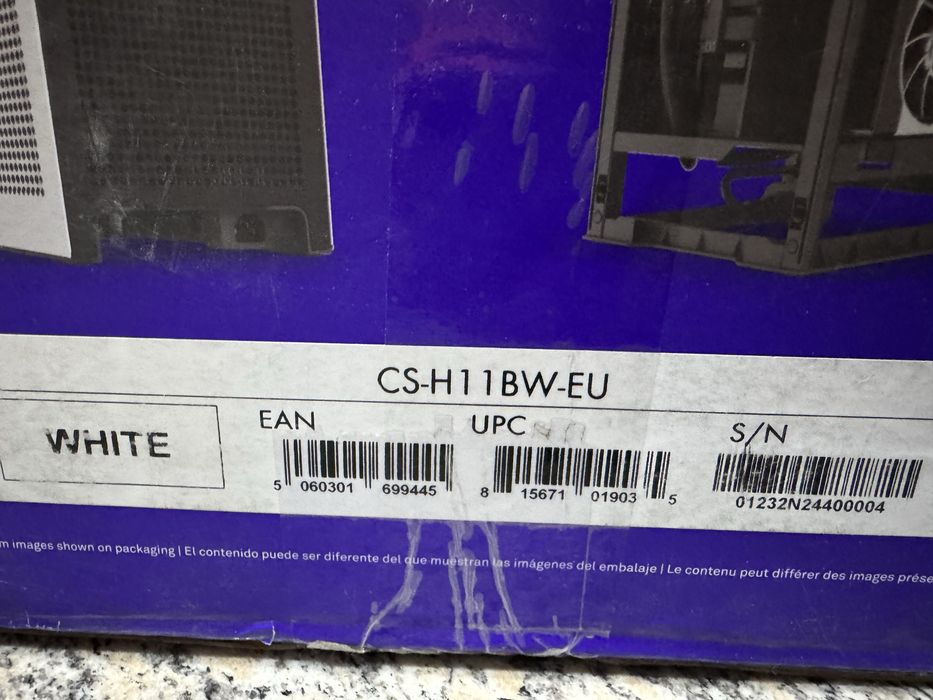 CS-H11BW-EU
WHITE
EAN
5 060301 699445
UPC
8 15671 01903 5
S/N
01232N24400004
images shown on packaging | El contenido puede ser diferente del que muestran las imágenes del embalaje | Le contenu peut différer des images